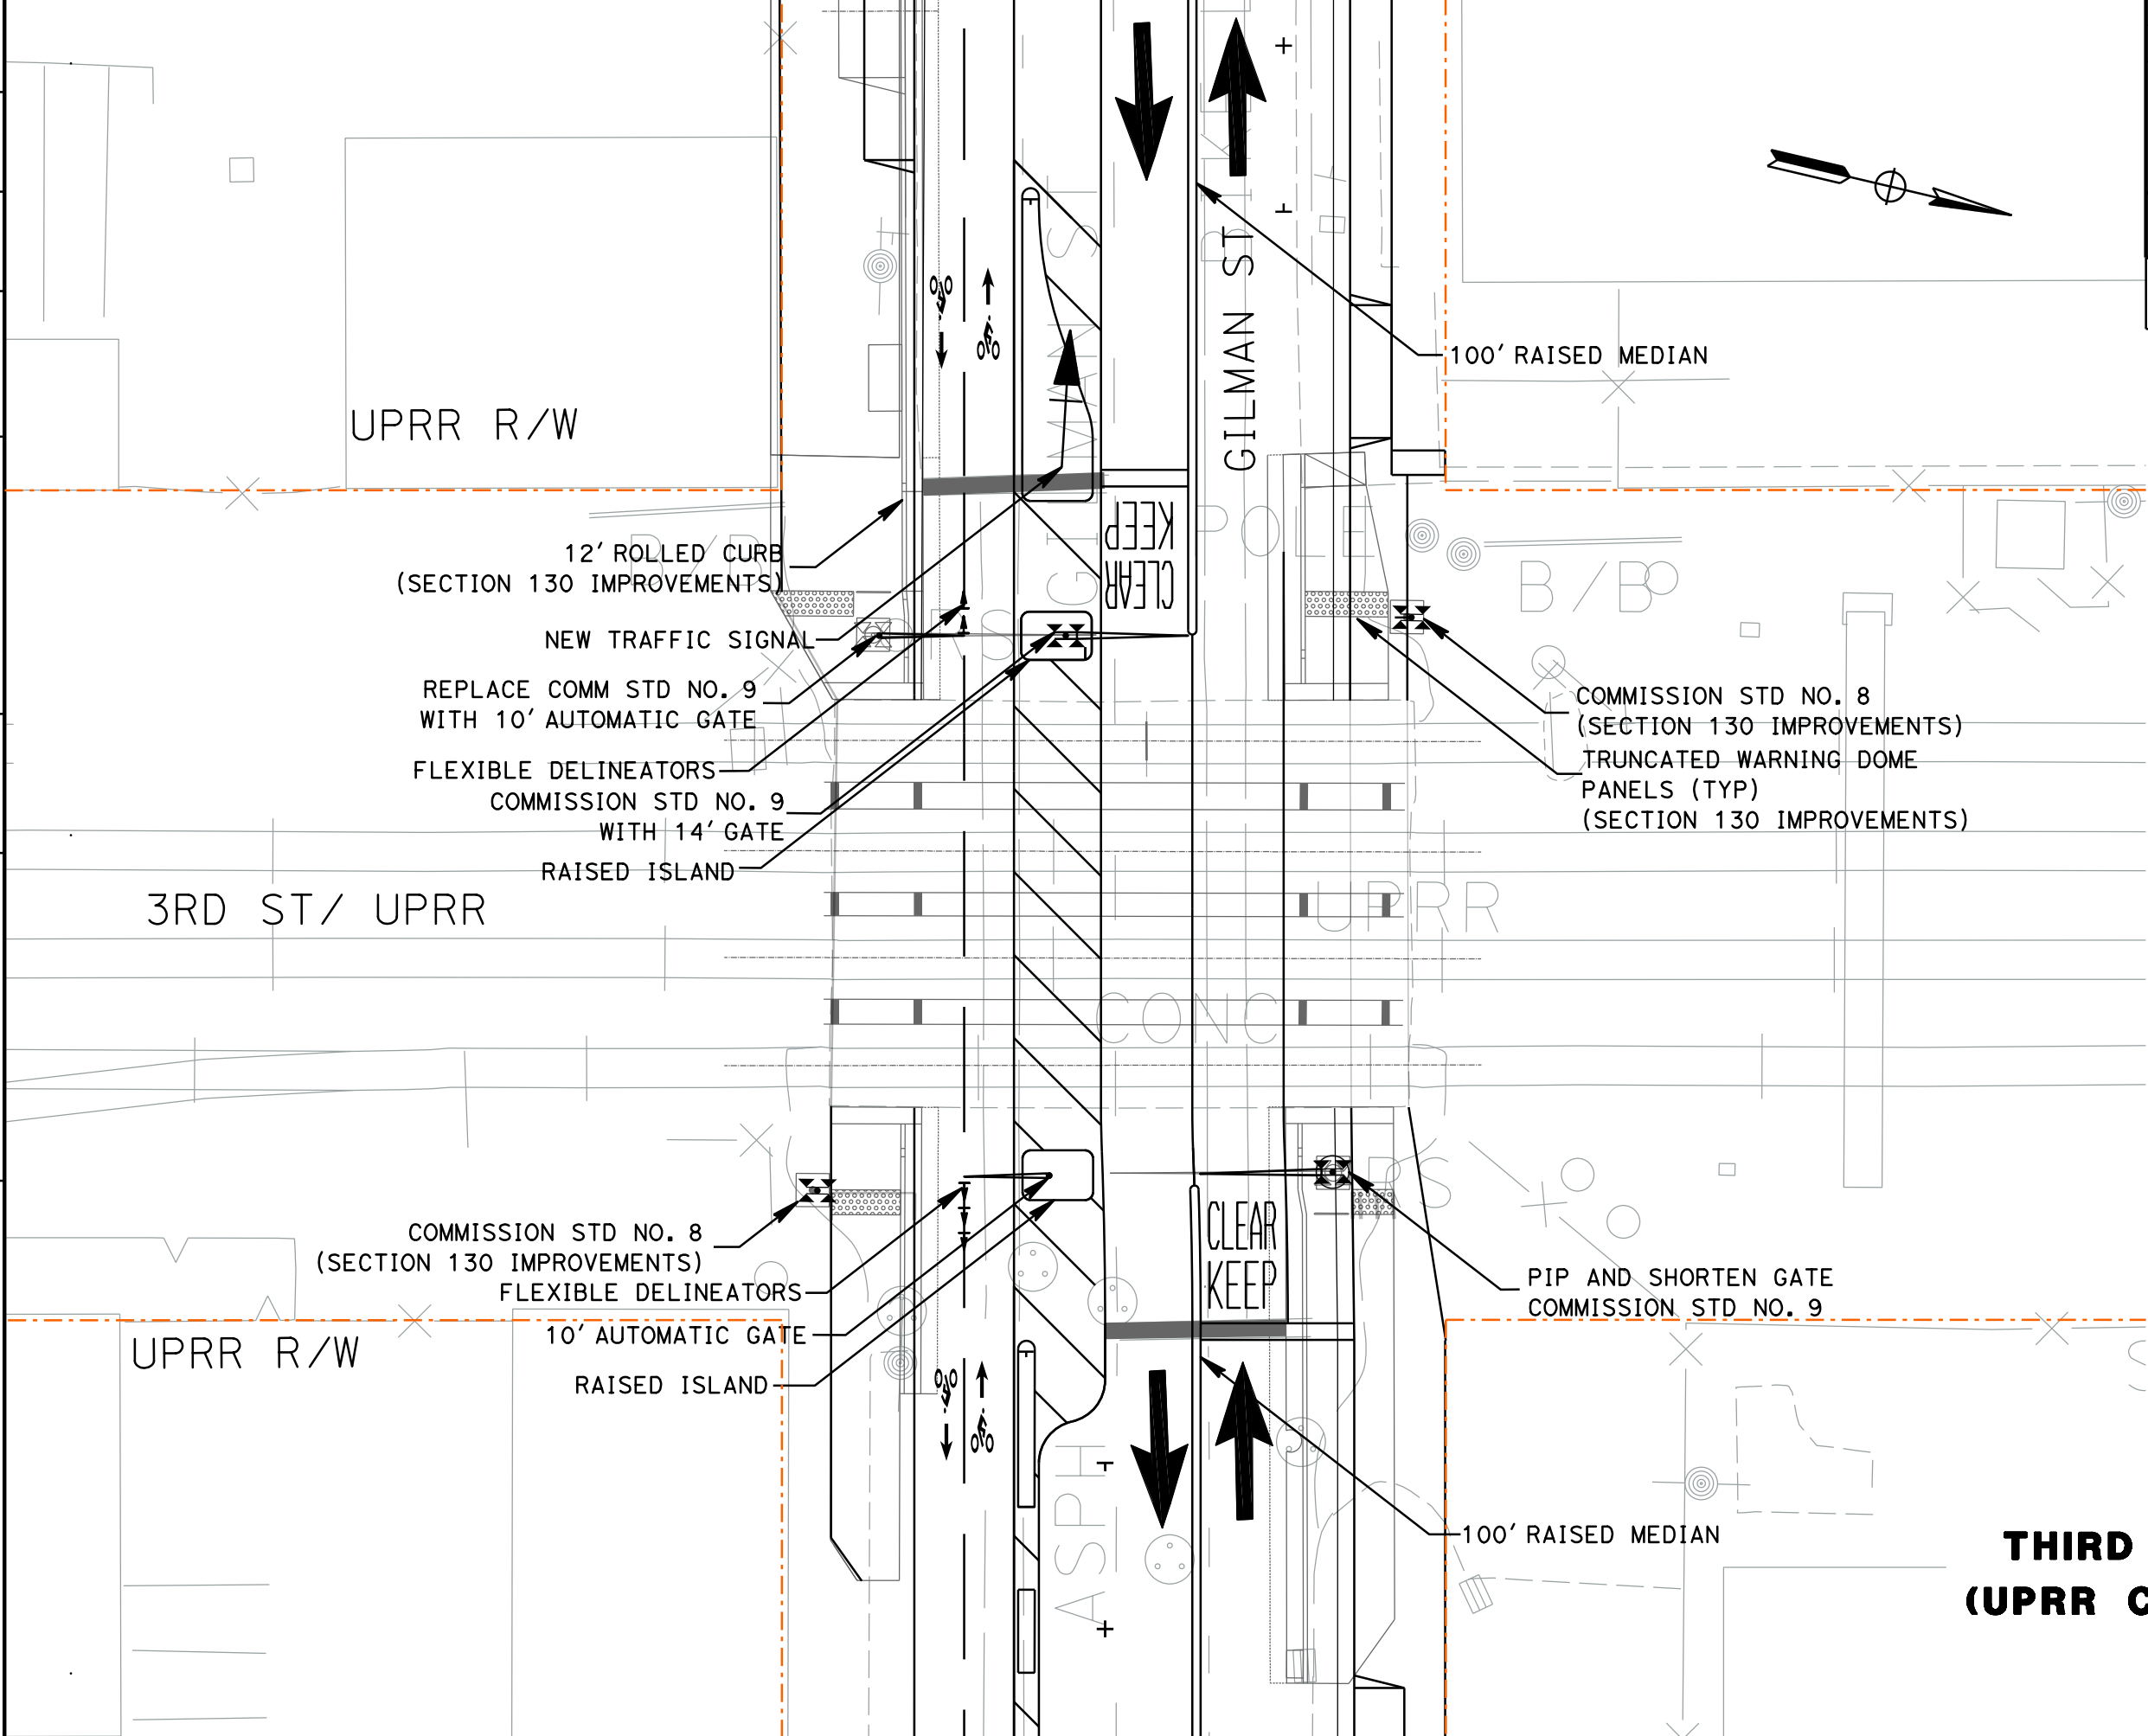 GILMAN ST
100' RAISED MEDIAN
UPRR R/W
KEEP
CLEAR
12' ROLLED CURB
(SECTION 130 IMPROVEMENTS)
NEW TRAFFIC SIGNAL
REPLACE COMM STD NO. 9
WITH 10' AUTOMATIC GATE
FLEXIBLE DELINEATORS
COMMISSION STD NO. 9
WITH 14' GATE
RAISED ISLAND
COMMISSION STD NO. 8
(SECTION 130 IMPROVEMENTS)
TRUNCATED WARNING DOME
PANELS (TYP)
(SECTION 130 IMPROVEMENTS)
B/B
B/B
POLE
GILMAN ST
3RD ST/ UPRR
UPRR
CONC
COMMISSION STD NO. 8
(SECTION 130 IMPROVEMENTS)
FLEXIBLE DELINEATORS
10' AUTOMATIC GATE
RAISED ISLAND
CLEAR
KEEP
PIP AND SHORTEN GATE
COMMISSION STD NO. 9
UPRR R/W
ASPH
100' RAISED MEDIAN
THIRD
(UPRR C